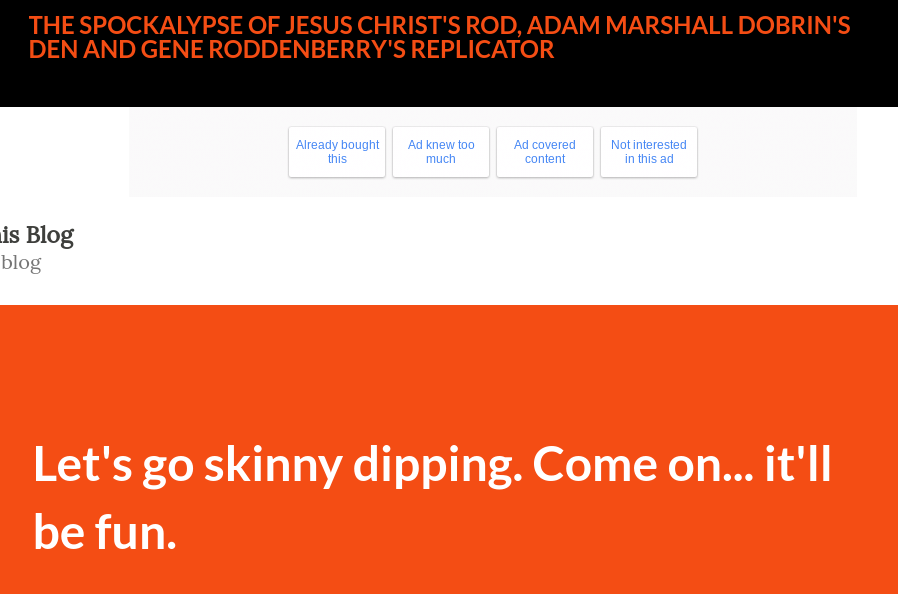 THE SPOCKALYPSE OF JESUS CHRIST'S ROD, ADAM MARSHALL DOBRIN'S
DEN AND GENE RODDENBERRY'S REPLICATOR
Already bought
this
Ad knew too
much
Ad covered
content
Not interested
in this ad
is Blog
blog
Let's go skinny dipping. Come on... it'll
be fun.